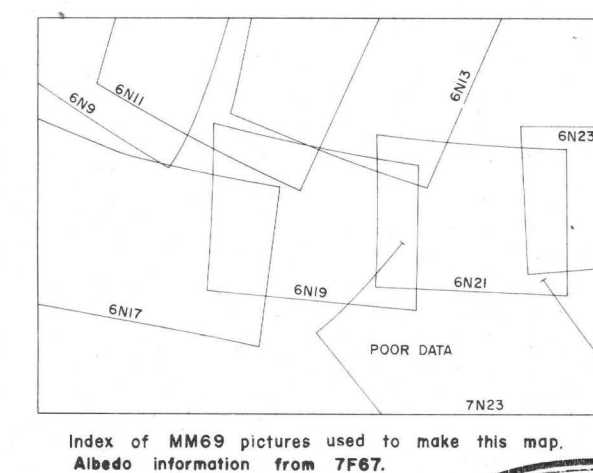 6N9
6N11
6N13
6N23
6N17
6N19
6N21
POOR DATA
7N23
Index of MM69 pictures used to make this map.
Albedo information from 7F67.